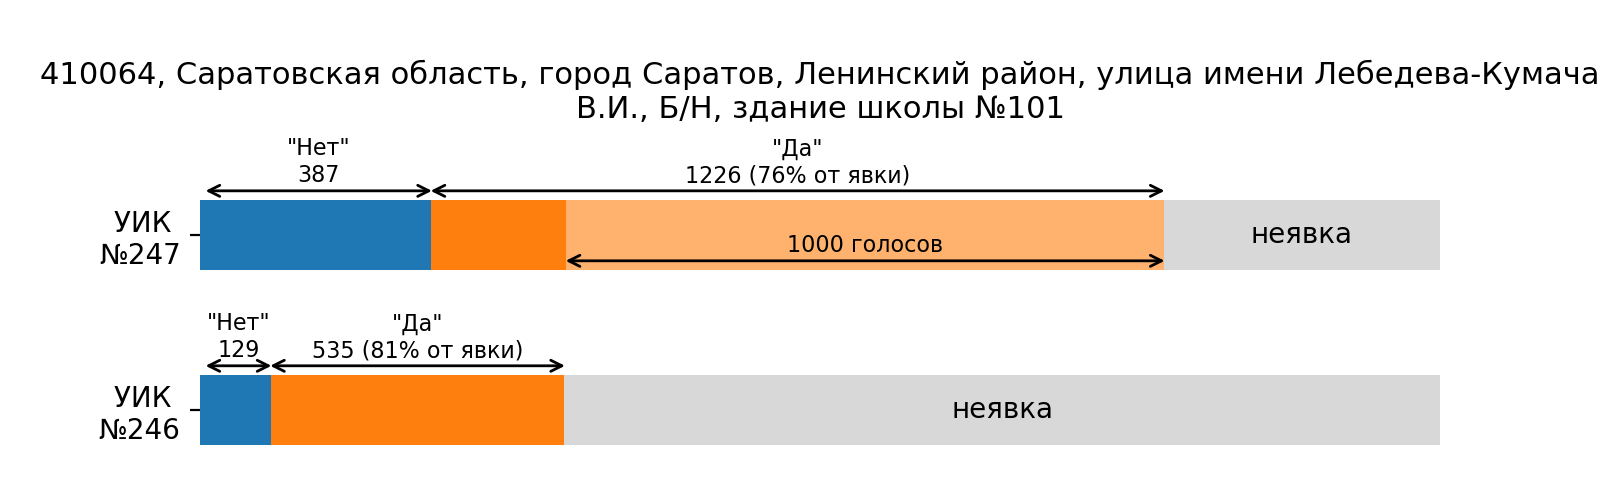 410064, Саратовская область, город Саратов, Ленинский район, улица имени Лебедева-Кумача
В.И., Б/Н, здание школы №101
"Нет"
387
"Да"
1226 (76% от явки)
УИК
№247
1000 голосов
неявка
"Нет"
129
"Да"
535 (81% от явки)
УИК
№246
неявка